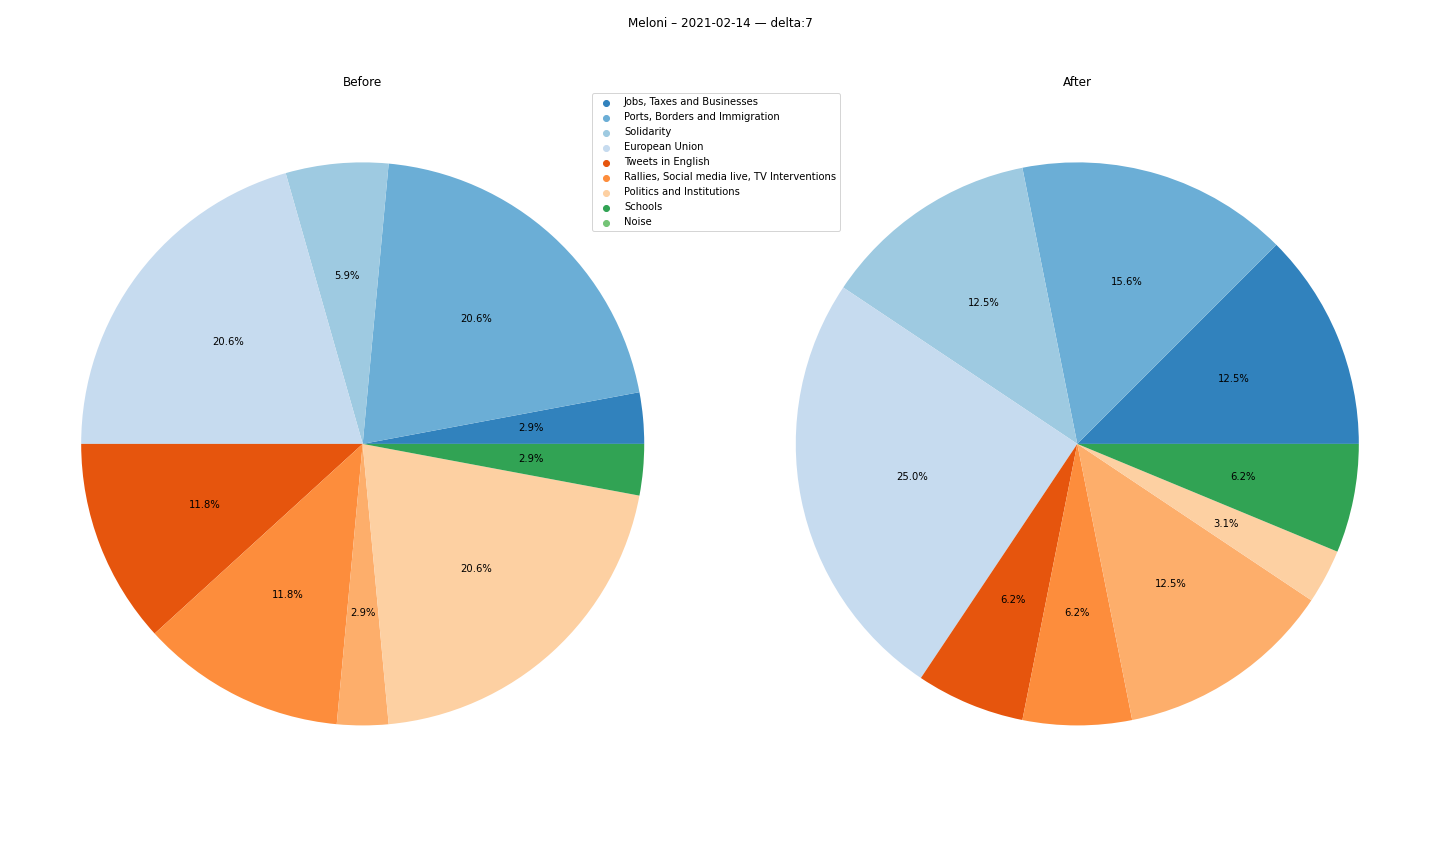 Meloni – 2021-02-14 — delta:7
Before
After
Jobs, Taxes and Businesses
Ports, Borders and Immigration
Solidarity
European Union
Tweets in English
Rallies, Social media live, TV Interventions
Politics and Institutions
Schools
Noise
5.9%
20.6%
20.6%
2.9%
2.9%
11.8%
11.8%
2.9%
20.6%
15.6%
12.5%
12.5%
25.0%
6.2%
3.1%
12.5%
6.2%
6.2%